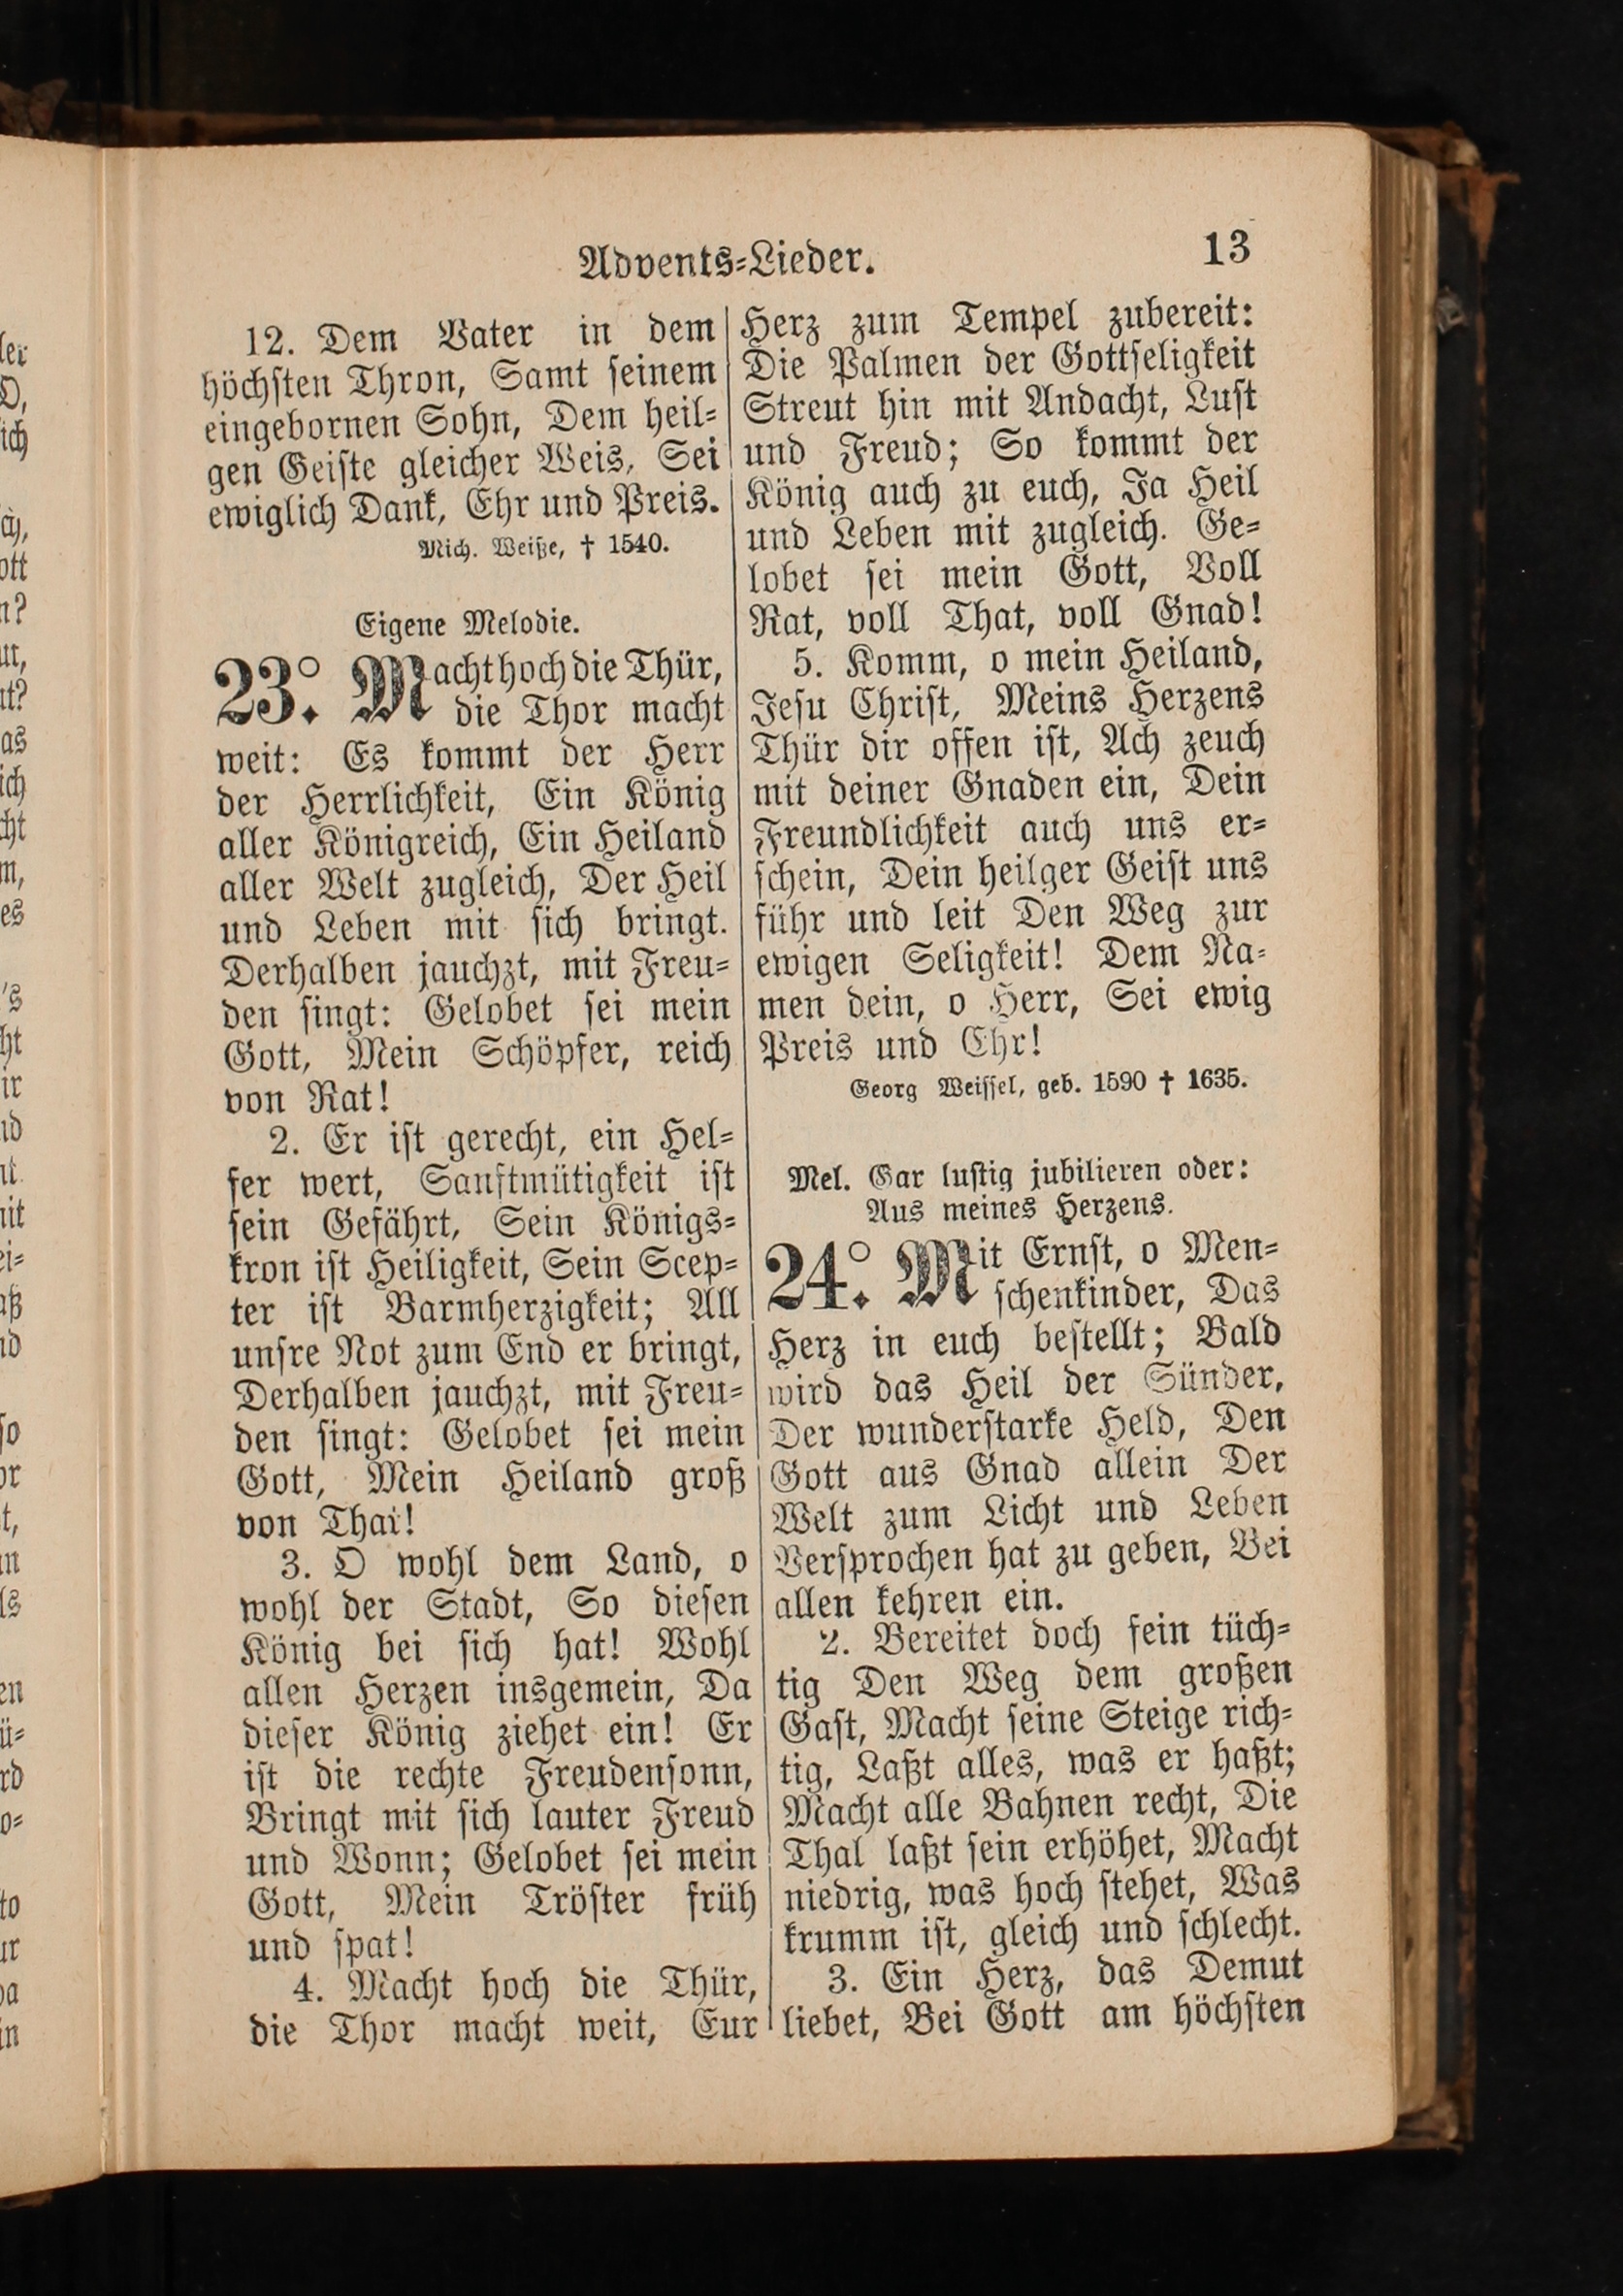 Advents-Lieder.
13
12. Dem Vater in dem
höchsten Thron, Samt seinem
eingebornen Sohn, Dem heil-
gen Geiste gleicher Weis, Sei
ewiglich Dank, Ehr und Preis.
Mich. Weiße, † 1540.
Eigene Melodie.
23°. Macht hoch die Thür,
die Thor macht
weit: Es kommt der Herr
der Herrlichkeit, Ein König
aller Königreich, Ein Heiland
aller Welt zugleich, Der Heil
und Leben mit sich bringt.
Derhalben jauchzt, mit Freu-
den singt: Gelobet sei mein
Gott, Mein Schöpfer, reich
von Rat!
2. Er ist gerecht, ein Hel-
fer wert, Sanftmütigkeit ist
sein Gefährt, Sein Königs-
kron ist Heiligkeit, Sein Scep-
ter ist Barmherzigkeit; All
unsre Not zum End er bringt,
Derhalben jauchzt, mit Freu-
den singt: Gelobet sei mein
Gott, Mein Heiland groß
von That!
3. O wohl dem Land, o
wohl der Stadt, So diesen
König bei sich hat! Wohl
allen Herzen insgemein, Da
dieser König ziehet ein! Er
ist die rechte Freudensonn,
Bringt mit sich lauter Freud
und Wonn; Gelobet sei mein
Gott, Mein Tröster früh
und spat!
4. Macht hoch die Thür,
die Thor macht weit, Eur
Herz zum Tempel zubereit:
Die Palmen der Gottseligkeit
Streut hin mit Andacht, Lust
und Freud; So kommt der
König auch zu euch, Ja Heil
und Leben mit zugleich. Ge-
lobet sei mein Gott, Voll
Rat, voll That, voll Gnad!
5. Komm, o mein Heiland,
Jesu Christ, Meins Herzens
Thür dir offen ist, Ach zeuch
mit deiner Gnaden ein, Dein
Freundlichkeit auch uns er-
schein, Dein heilger Geist uns
führ und leit Den Weg zur
ewigen Seligkeit! Dem Na-
men dein, o Herr, Sei ewig
Preis und Ehr!
Georg Weissel, geb. 1590 † 1635.
Mel. Gar lustig jubilieren oder:
Aus meines Herzens.
24°. Mit Ernst, o Men-
schenkinder, Das
Herz in euch bestellt; Bald
wird das Heil der Sünder,
Der wunderstarke Held, Den
Gott aus Gnad allein Der
Welt zum Licht und Leben
Versprochen hat zu geben, Bei
allen kehren ein.
2. Bereitet doch fein tüch-
tig Den Weg dem großen
Gast, Macht seine Steige rich-
tig, Laßt alles, was er haßt;
Macht alle Bahnen recht, Die
Thal laßt sein erhöhet, Macht
niedrig, was hoch stehet, Was
krumm ist, gleich und schlecht.
3. Ein Herz, das Demut
liebet, Bei Gott am höchsten